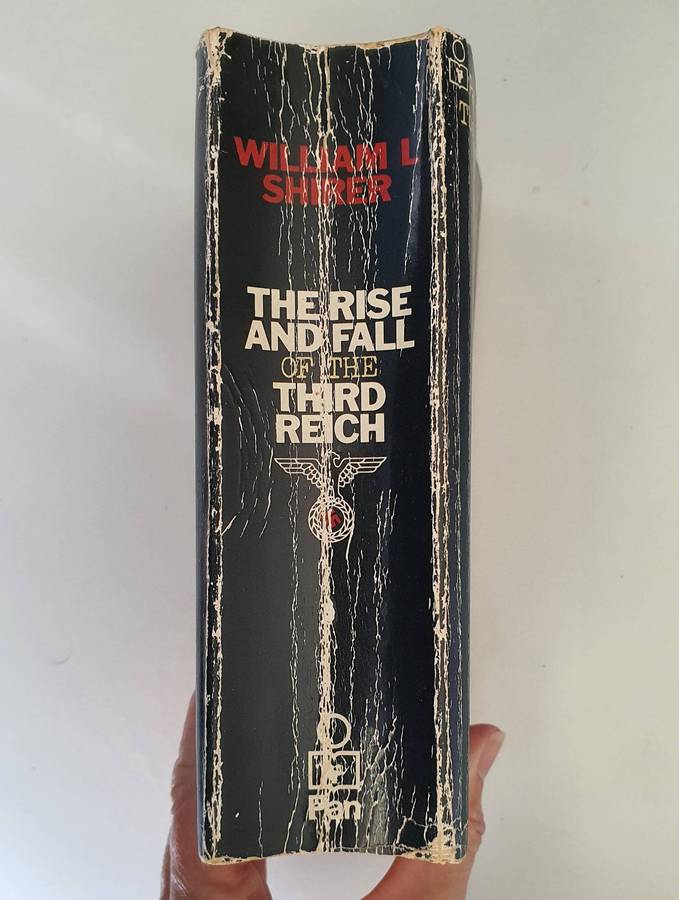 WILLIAM L
SHIRER
THE RISE
AND FALL
OF THE
THIRD
REICH
Pan
T